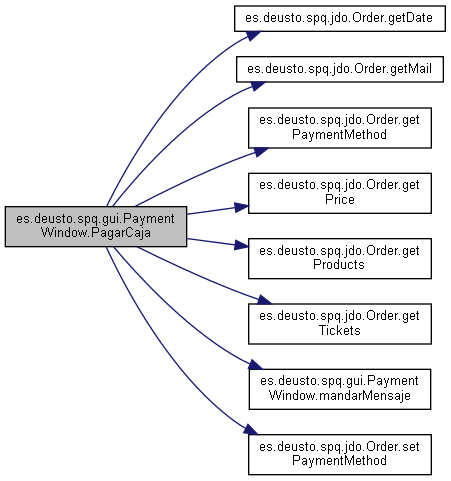 es.deusto.spq.jdo.Order.getDate
es.deusto.spq.jdo.Order.getMail
es.deusto.spq.jdo.Order.get
PaymentMethod
es.deusto.spq.gui.Payment
Window.PagarCaja
es.deusto.spq.jdo.Order.get
Price
es.deusto.spq.jdo.Order.get
Products
es.deusto.spq.jdo.Order.get
Tickets
es.deusto.spq.gui.Payment
Window.mandarMensaje
es.deusto.spq.jdo.Order.set
PaymentMethod